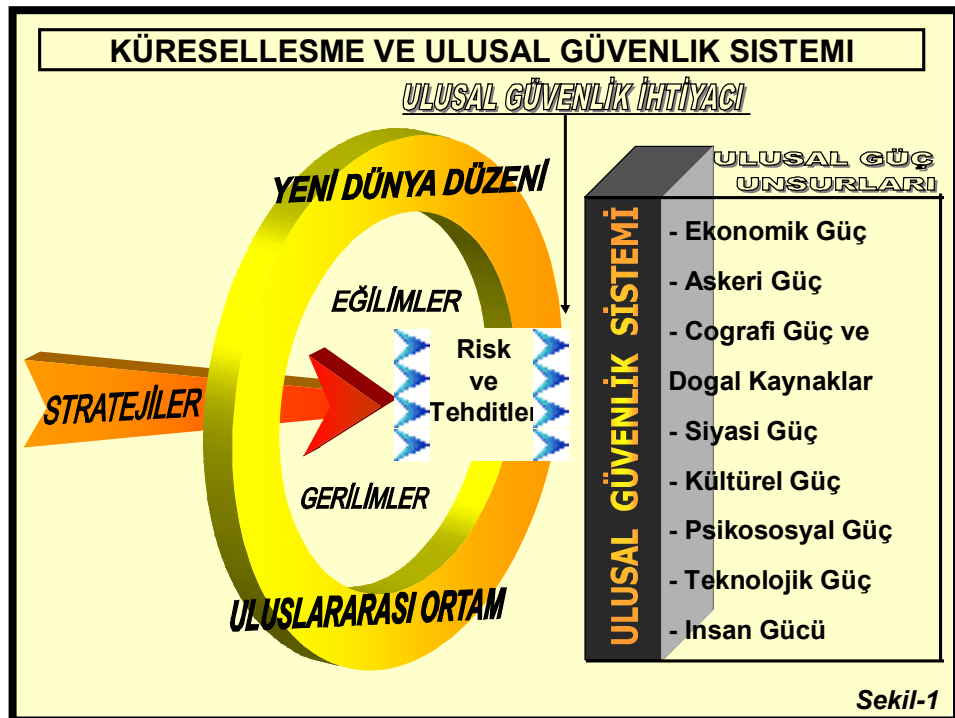 KÜRESELLESME VE ULUSAL GÜVENLIK SISTEMI
ULUSAL GÜVENLİK İHTİYACI
YENİ DÜNYA DÜZENİ
EĞİLİMLER
STRATEJİLER
Risk
ve
Tehditler
GERİLİMLER
ULUSLARARASI ORTAM
ULUSAL GÜVENLİK SİSTEMİ
ULUSAL GÜÇ
UNSURLARI
- Ekonomik Güç
- Askeri Güç
- Cografi Güç ve
Dogal Kaynaklar
- Siyasi Güç
- Kültürel Güç
- Psikososyal Güç
- Teknolojik Güç
- Insan Gücü
Sekil-1